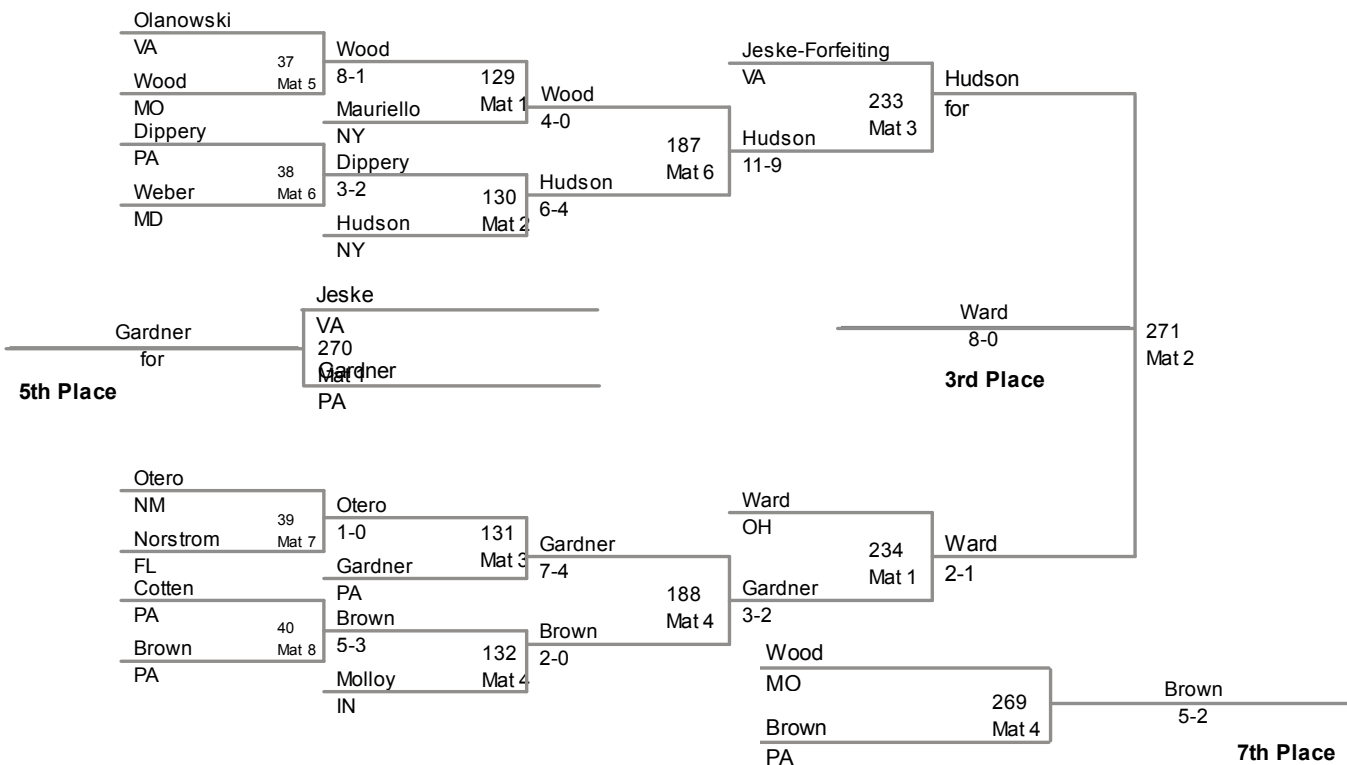 Olanowski
VA
37
Mat 5
Wood
MO
Wood
8-1
129
Mat 1
Mauriello
NY
Dippery
PA
38
Mat 6
Weber
MD
Dippery
3-2
130
Mat 2
Hudson
NY
Wood
4-0
187
Mat 6
Hudson
6-4
Jeske-Forfeiting
VA
233
Mat 3
Hudson
11-9
Hudson
for
Jeske
VA
270
Mat 1
Gardner
PA
Gardner
for
5th Place
Ward
8-0
3rd Place
271
Mat 2
Otero
NM
39
Mat 7
Norstrom
FL
Otero
1-0
131
Mat 3
Gardner
PA
Cotten
PA
40
Mat 8
Brown
PA
Brown
5-3
132
Mat 4
Molloy
IN
Gardner
7-4
188
Mat 4
Brown
2-0
Ward
OH
234
Mat 1
Gardner
3-2
Ward
2-1
Wood
MO
269
Mat 4
Brown
PA
Brown
5-2
7th Place